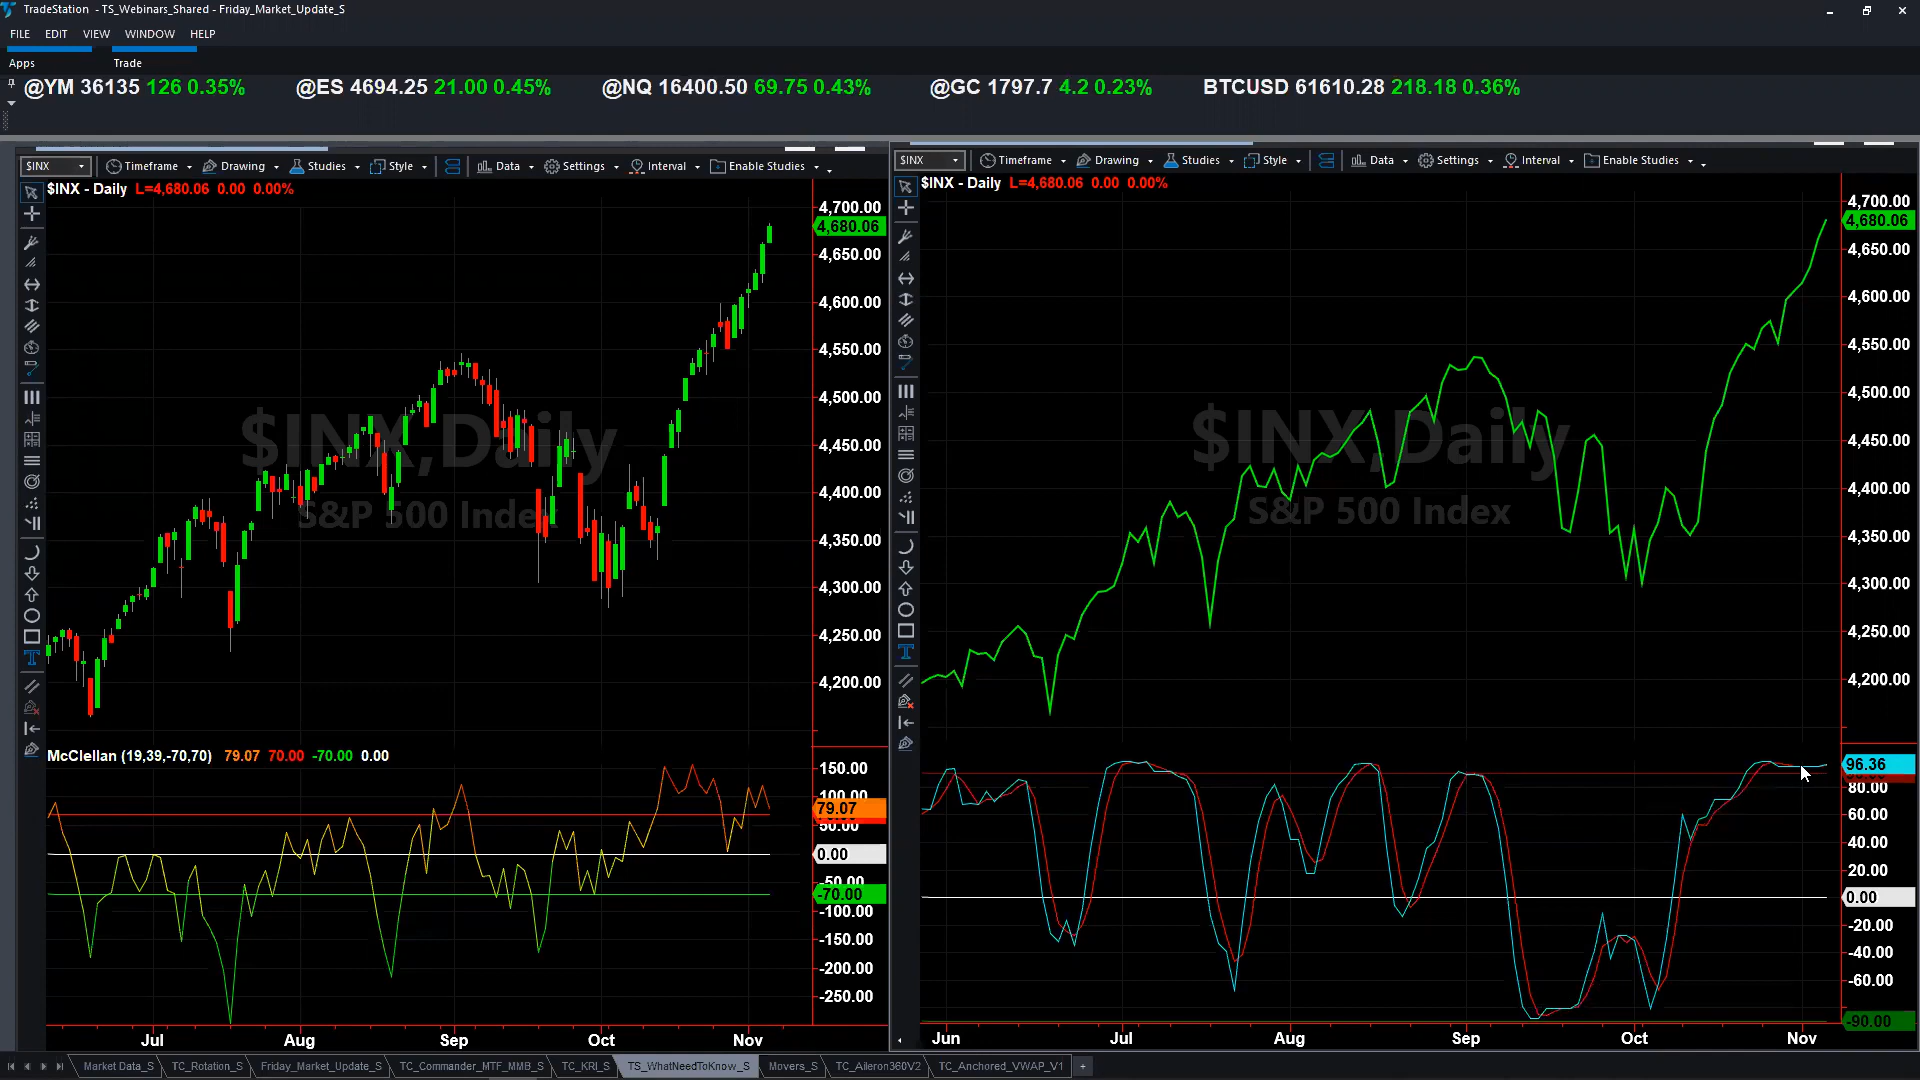 TradeStation - TS_Webinars_Shared - Friday_Market_Update_S
FILE EDIT VIEW WINDOW HELP
Apps Trade
@YM 36135 126 0.35% @ES 4694.25 21.00 0.45% @NQ 16400.50 69.75 0.43% @GC 1797.7 4.2 0.23% BTCUSD 61610.28 218.18 0.36%
$INX Timeframe Drawing Studies Style Data Settings Interval Enable Studies
$INX - Daily L=4,680.06 0.00 0.00%
4,700.00
4,680.06
4,650.00
4,600.00
4,550.00
4,500.00
4,450.00
4,400.00
4,350.00
4,300.00
4,250.00
4,200.00
$INX,Daily
S&P 500 Index
McClellan (19,39,-70,70) 79.07 70.00 -70.00 0.00
150.00
100.00
79.07
50.00
0.00
-50.00
-70.00
-100.00
-150.00
-200.00
-250.00
Jul Aug Sep Oct Nov
$INX Timeframe Drawing Studies Style Data Settings Interval Enable Studies
$INX - Daily L=4,680.06 0.00 0.00%
4,700.00
4,680.06
4,650.00
4,600.00
4,550.00
4,500.00
4,450.00
4,400.00
4,350.00
4,300.00
4,250.00
4,200.00
$INX,Daily
S&P 500 Index
96.36
80.00
60.00
40.00
20.00
0.00
-20.00
-40.00
-60.00
-90.00
Jun Jul Aug Sep Oct Nov
Market Data_S TC_Rotation_S Friday_Market_Update_S TC_Commander_MTF_MMB_S TC_KRI_S TS_WhatNeedToKnow_S Movers_S TC_Aileron360V2 TC_Anchored_VWAP_V1 +